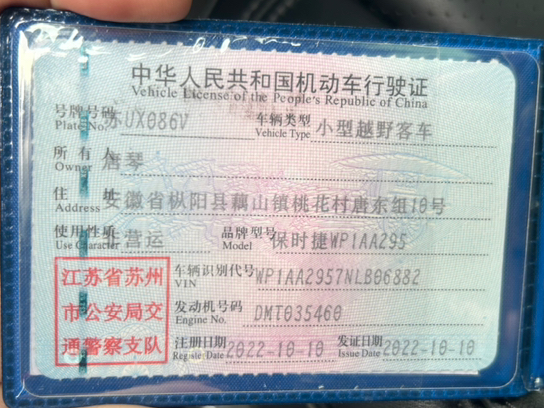 中华人民共和国机动车行驶证
Vehicle License of the People's Republic of China
号牌号码 苏UX086V 车辆类型 小型越野客车
Plate No. Vehicle Type
所有人 唐琴
Owner
住址 安徽省枞阳县藕山镇桃花村唐东组10号
Address
使用性质 非营运 品牌型号 保时捷WP1AA295
Use Character Model
江苏省苏州
市公安局交
通警察支队
车辆识别代号 WP1AA2957NLB06882
VIN
发动机号码 DMT035460
Engine No.
注册日期 2022-10-10 发证日期 2022-10-10
Register Date Issue Date